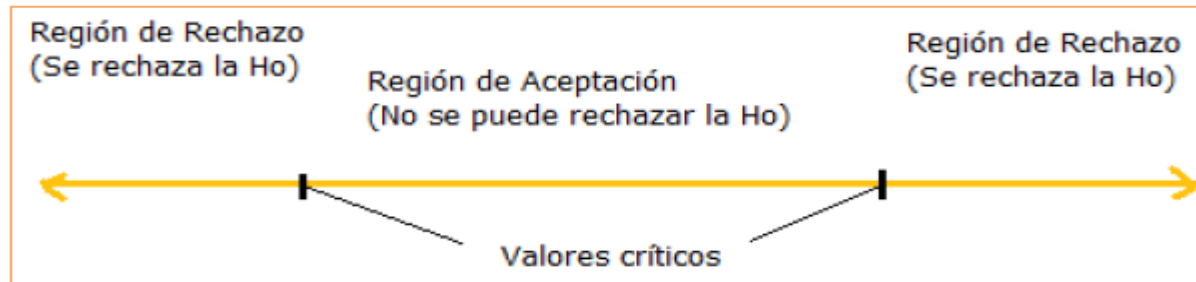 Región de Rechazo
(Se rechaza la Ho)
Región de Aceptación
(No se puede rechazar la Ho)
Región de Rechazo
(Se rechaza la Ho)
Valores críticos